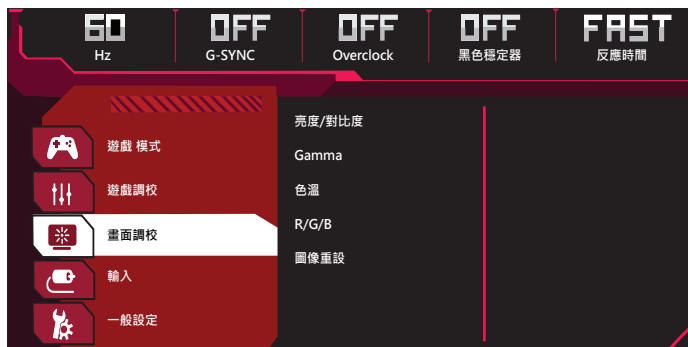 60 OFF OFF OFF FAST
Hz G-SYNC Overclock 黑色穩定器 反應時間
遊戲 模式
遊戲調校
畫面調校
輸入
一般設定
亮度/對比度
Gamma
色溫
R/G/B
圖像重設